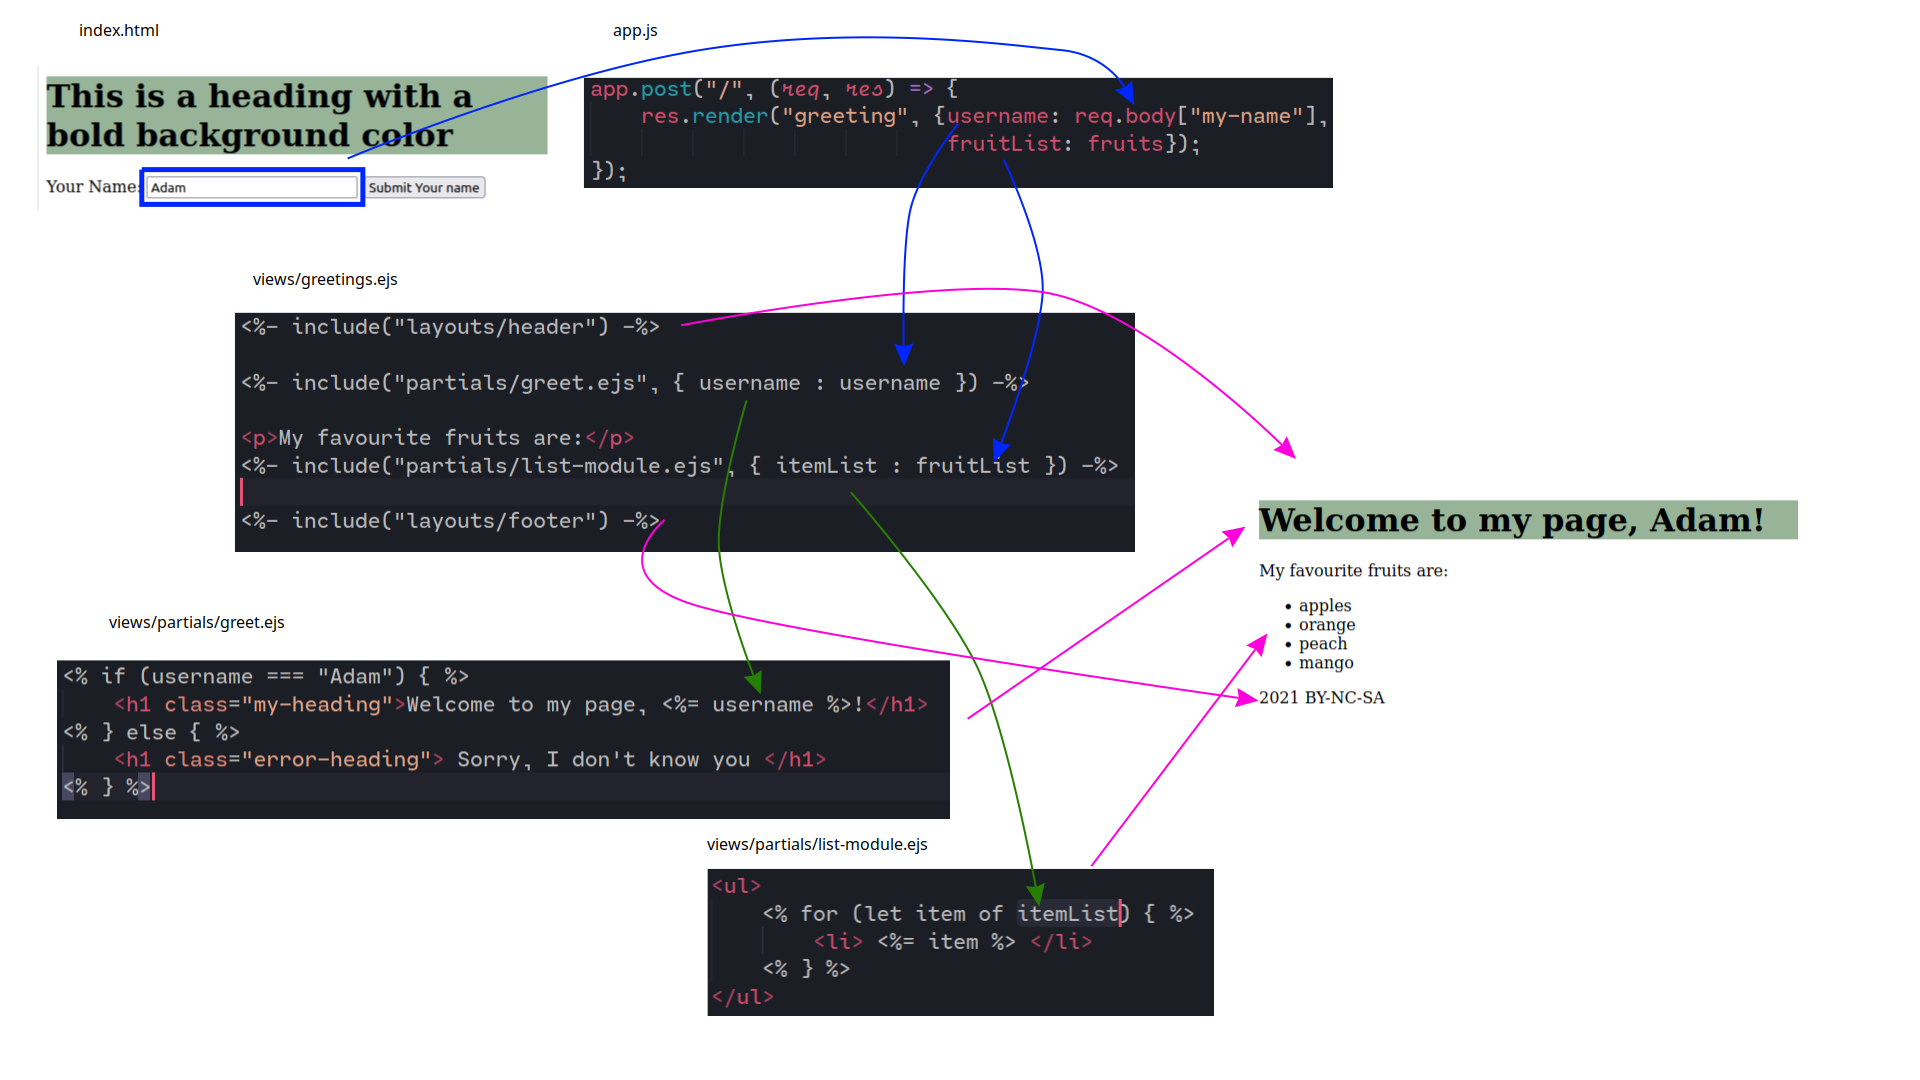 index.html
This is a heading with a
bold background color
Your Name: Adam Submit Your name
app.js
app.post("/", (req, res) => {
res.render("greeting", {username: req.body["my-name"],
fruitList: fruits});
});
views/greetings.ejs
<%- include("layouts/header") -%>
<%- include("partials/greet.ejs", { username : username }) -%>
<p>My favourite fruits are:</p>
<%- include("partials/list-module.ejs", { itemList : fruitList }) -%>
<%- include("layouts/footer") -%>
views/partials/greet.ejs
<% if (username === "Adam") { %>
<h1 class="my-heading">Welcome to my page, <%= username %>!</h1>
<% } else { %>
<h1 class="error-heading"> Sorry, I don't know you </h1>
<% } %>
views/partials/list-module.ejs
<ul>
<% for (let item of itemList) { %>
<li> <%= item %> </li>
<% } %>
</ul>
Welcome to my page, Adam!
My favourite fruits are:
• apples
• orange
• peach
• mango
2021 BY-NC-SA